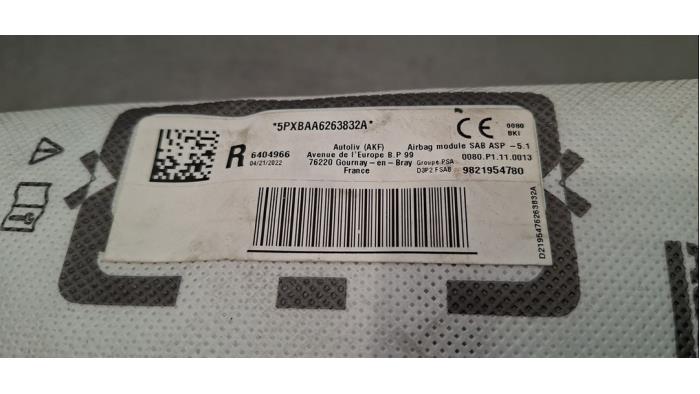 *5PXBAA6263832A*
CE 0080
BKI
R 6404966
04/21/2022
Autoliv (AKF)
Avenue de l'Europe B.P 99
76220 Gournay - en - Bray
France
Airbag module SAB ASP - 5.1
0080.P1.11.0013
Groupe PSA
D3P2 F SAB 9821954780
D2195476263832A